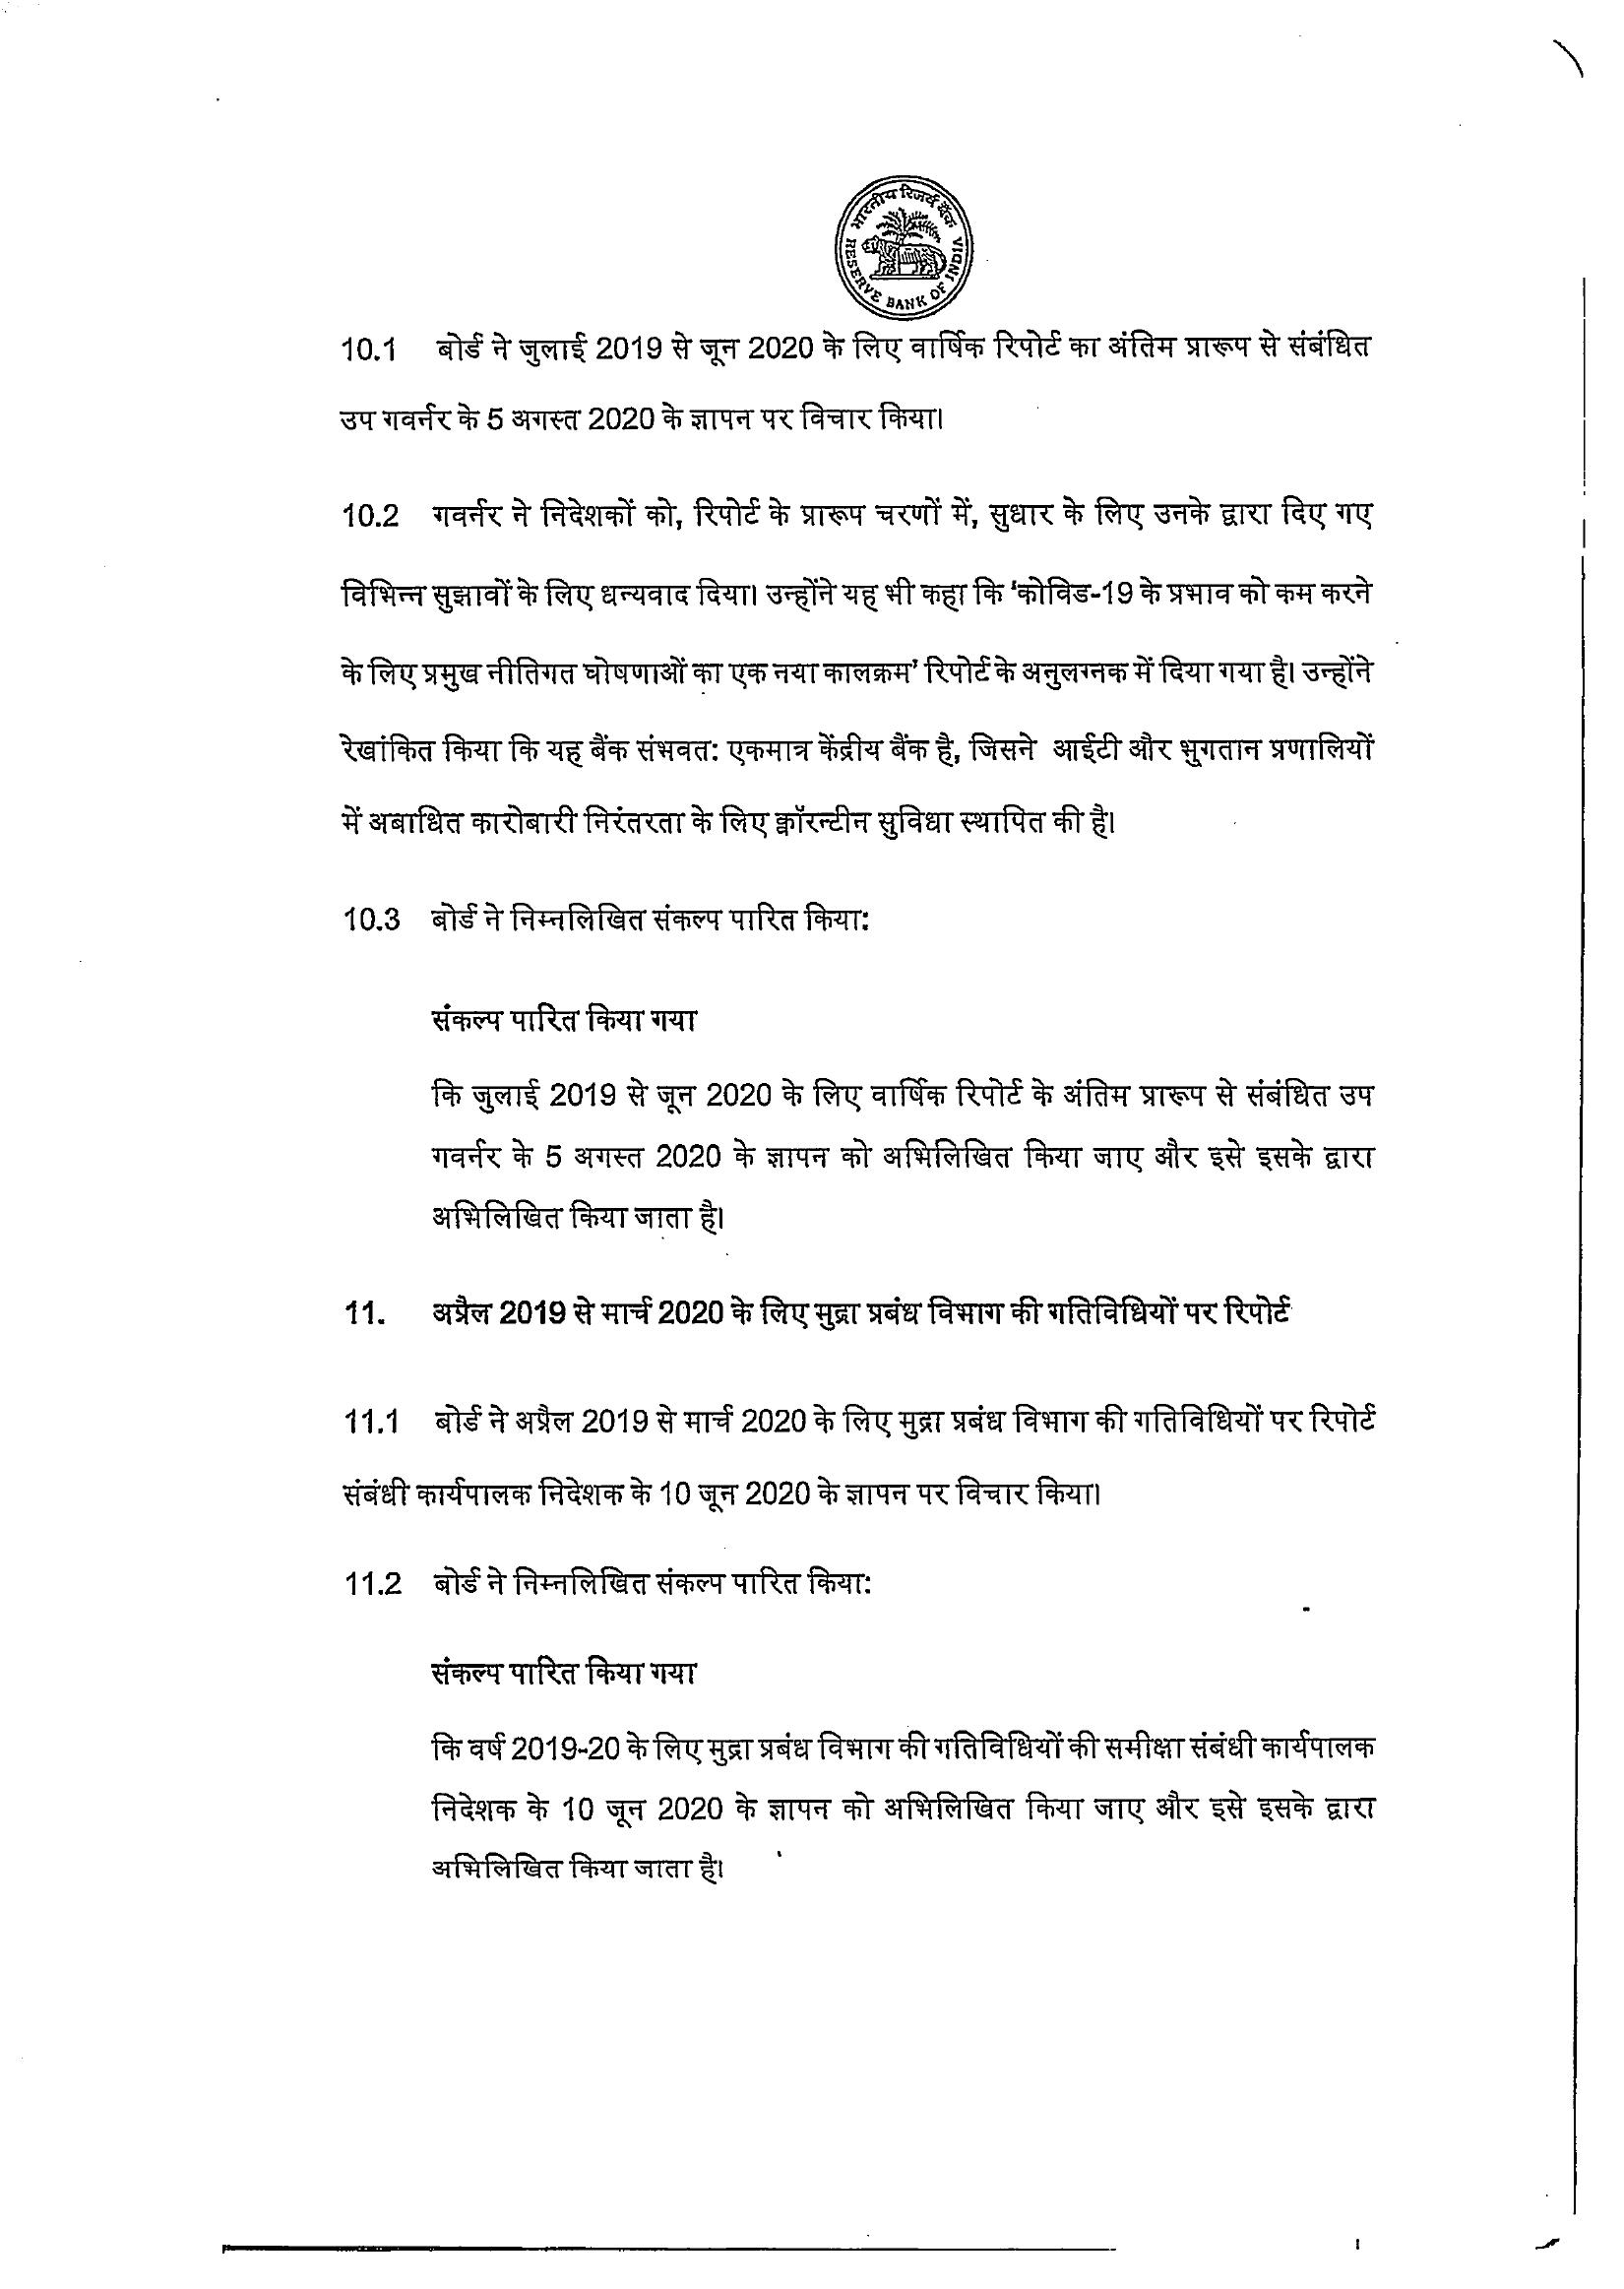 भारतीय रिज़र्व बैंक
RESERVE BANK OF INDIA
10.1 बोर्ड ने जुलाई 2019 से जून 2020 के लिए वार्षिक रिपोर्ट का अंतिम प्रारूप से संबंधित
उप गवर्नर के 5 अगस्त 2020 के ज्ञापन पर विचार किया।
10.2 गवर्नर ने निदेशकों को, रिपोर्ट के प्रारूप चरणों में, सुधार के लिए उनके द्वारा दिए गए
विभिन्न सुझावों के लिए धन्यवाद दिया। उन्होंने यह भी कहा कि ‘कोविड-19 के प्रभाव को कम करने
के लिए प्रमुख नीतिगत घोषणाओं का एक नया कालक्रम’ रिपोर्ट के अनुलग्नक में दिया गया है। उन्होंने
रेखांकित किया कि यह बैंक संभवत: एकमात्र केंद्रीय बैंक है, जिसने आईटी और भुगतान प्रणालियों
में अबाधित कारोबारी निरंतरता के लिए क्वॉरन्टीन सुविधा स्थापित की है।
10.3 बोर्ड ने निम्नलिखित संकल्प पारित किया:
संकल्प पारित किया गया
कि जुलाई 2019 से जून 2020 के लिए वार्षिक रिपोर्ट के अंतिम प्रारूप से संबंधित उप
गवर्नर के 5 अगस्त 2020 के ज्ञापन को अभिलिखित किया जाए और इसे इसके द्वारा
अभिलिखित किया जाता है।
11. अप्रैल 2019 से मार्च 2020 के लिए मुद्रा प्रबंध विभाग की गतिविधियों पर रिपोर्ट
11.1 बोर्ड ने अप्रैल 2019 से मार्च 2020 के लिए मुद्रा प्रबंध विभाग की गतिविधियों पर रिपोर्ट
संबंधी कार्यपालक निदेशक के 10 जून 2020 के ज्ञापन पर विचार किया।
11.2 बोर्ड ने निम्नलिखित संकल्प पारित किया:
संकल्प पारित किया गया
कि वर्ष 2019-20 के लिए मुद्रा प्रबंध विभाग की गतिविधियों की समीक्षा संबंधी कार्यपालक
निदेशक के 10 जून 2020 के ज्ञापन को अभिलिखित किया जाए और इसे इसके द्वारा
अभिलिखित किया जाता है।